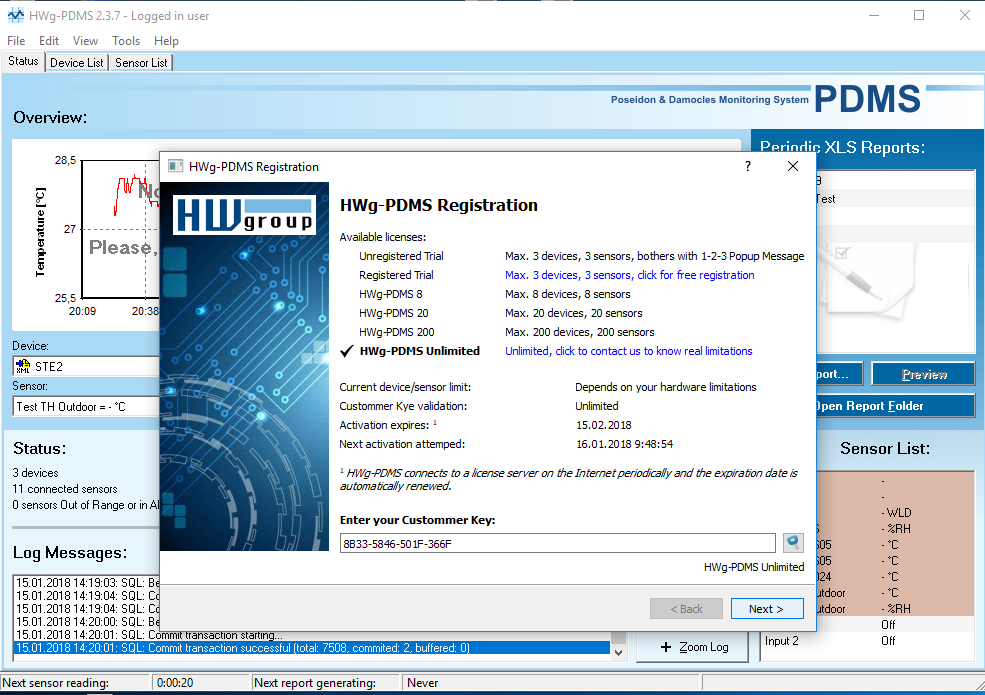 HWg-PDMS 2.3.7 - Logged in user
File Edit View Tools Help
Status Device List Sensor List
Poseidon & Damocles Monitoring System PDMS
Overview:
Periodic XLS Reports:
28,5
27
25,5
Temperature [°C]
20:09 20:38
No
Please,
Test
Device:
STE2
Sensor:
Test TH Outdoor = - °C
port... Preview
Open Report Folder
HWg-PDMS Registration
?
HW group
HWg-PDMS Registration
Available licenses:
Unregistered Trial Max. 3 devices, 3 sensors, bothers with 1-2-3 Popup Message
Registered Trial Max. 3 devices, 3 sensors, click for free registration
HWg-PDMS 8 Max. 8 devices, 8 sensors
HWg-PDMS 20 Max. 20 devices, 20 sensors
HWg-PDMS 200 Max. 200 devices, 200 sensors
HWg-PDMS Unlimited Unlimited, click to contact us to know real limitations
Current device/sensor limit: Depends on your hardware limitations
Custommer Kye validation: Unlimited
Activation expires: ¹ 15.02.2018
Next activation attemped: 16.01.2018 9:48:54
¹ HWg-PDMS connects to a license server on the Internet periodically and the expiration date is
automatically renewed.
Enter your Custommer Key:
8B33-5846-501F-366F
HWg-PDMS Unlimited
< Back Next >
Status:
3 devices
11 connected sensors
0 sensors Out of Range or in Al
Log Messages:
15.01.2018 14:19:03: SQL: Be
15.01.2018 14:19:04: SQL: Co
15.01.2018 14:19:04: SQL: Co
15.01.2018 14:20:00: SQL: Be
15.01.2018 14:20:01: SQL: Commit transaction starting...
15.01.2018 14:20:01: SQL: Commit transaction successful (total: 7508, commited: 2, buffered: 0)
+ Zoom Log
Sensor List:
-
-
- WLD
- %RH
605 - °C
605 - °C
024 - °C
utdoor - °C
utdoor - %RH
Off
Input 2 Off
Next sensor reading: 0:00:20 Next report generating: Never